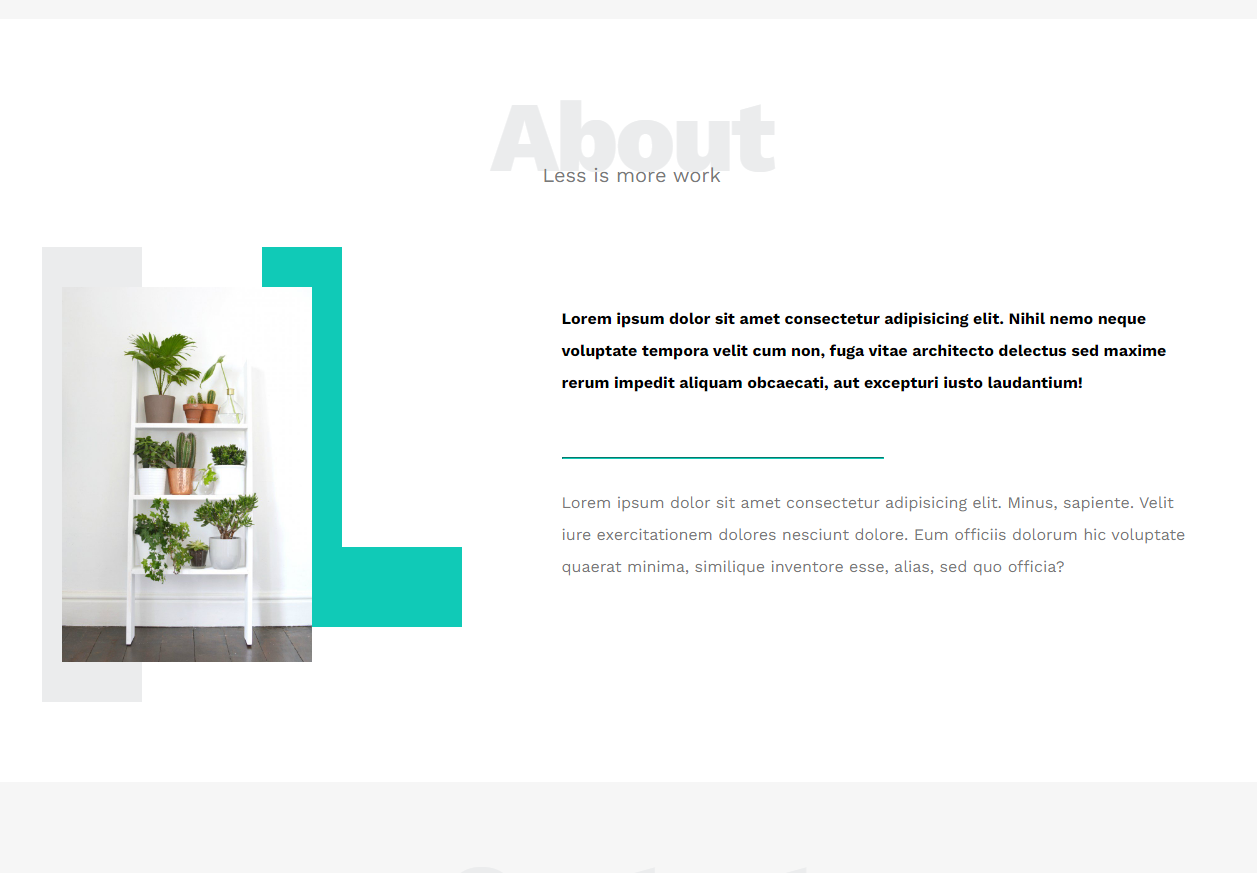 About
Less is more work
Lorem ipsum dolor sit amet consectetur adipisicing elit. Nihil nemo neque
voluptate tempora velit cum non, fuga vitae architecto delectus sed maxime
rerum impedit aliquam obcaecati, aut excepturi iusto laudantium!
Lorem ipsum dolor sit amet consectetur adipisicing elit. Minus, sapiente. Velit
iure exercitationem dolores nesciunt dolore. Eum officiis dolorum hic voluptate
quaerat minima, similique inventore esse, alias, sed quo officia?